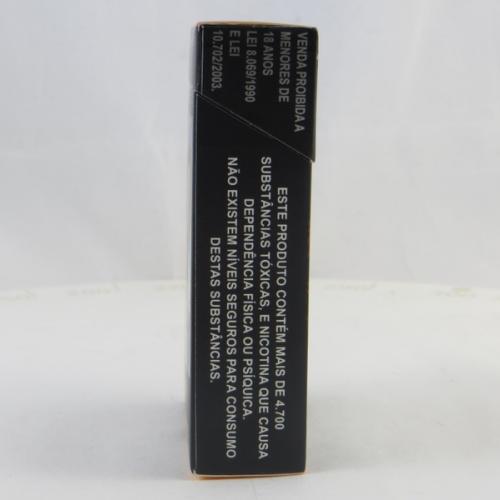 VENDA PROIBIDA A
MENORES DE
18 ANOS
LEI 8.069/1990
E LEI
10.702/2003.
ESTE PRODUTO CONTÉM MAIS DE 4.700
SUBSTÂNCIAS TÓXICAS, E NICOTINA QUE CAUSA
DEPENDÊNCIA FÍSICA OU PSÍQUICA.
NÃO EXISTEM NÍVEIS SEGUROS PARA CONSUMO
DESTAS SUBSTÂNCIAS.